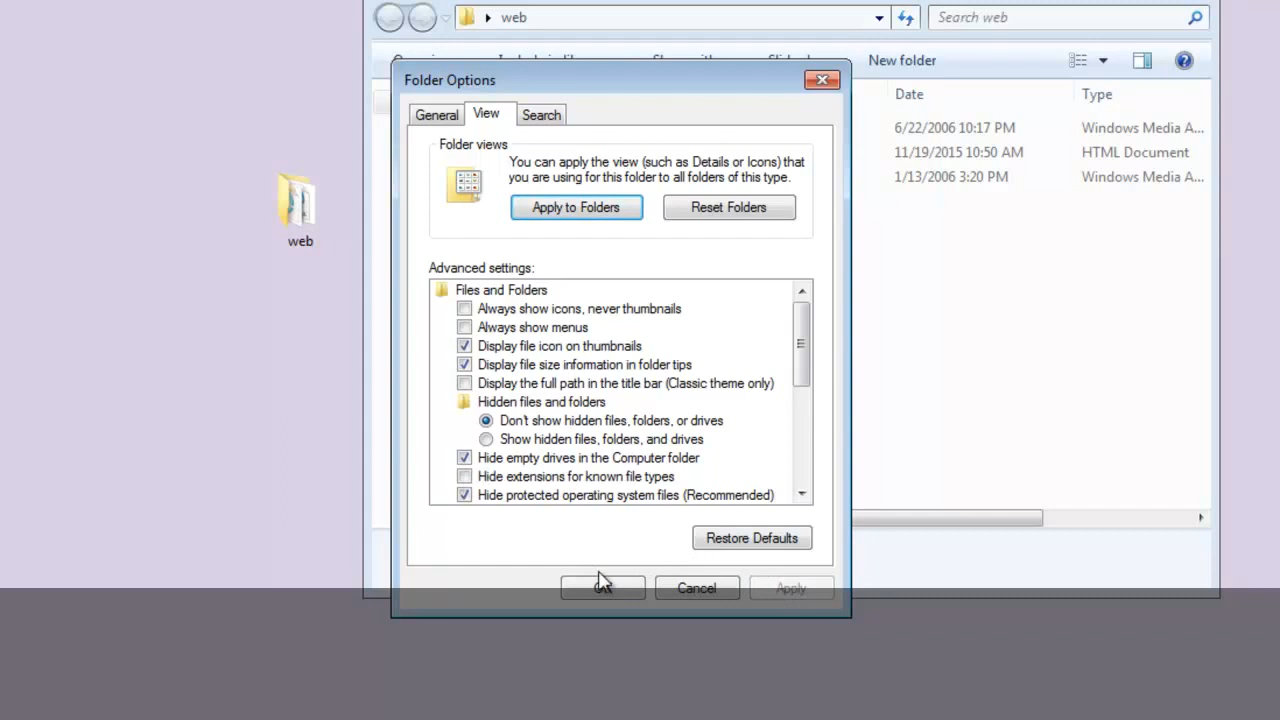 web
Search web
New folder
Folder Options
General
View
Search
Date
Type
Folder views
You can apply the view (such as Details or Icons) that
you are using for this folder to all folders of this type.
Apply to Folders
Reset Folders
6/22/2006 10:17 PM
Windows Media A...
11/19/2015 10:50 AM
HTML Document
1/13/2006 3:20 PM
Windows Media A...
web
Advanced settings:
Files and Folders
Always show icons, never thumbnails
Always show menus
Display file icon on thumbnails
Display file size information in folder tips
Display the full path in the title bar (Classic theme only)
Hidden files and folders
Don't show hidden files, folders, or drives
Show hidden files, folders, and drives
Hide empty drives in the Computer folder
Hide extensions for known file types
Hide protected operating system files (Recommended)
Restore Defaults
Cancel
Apply